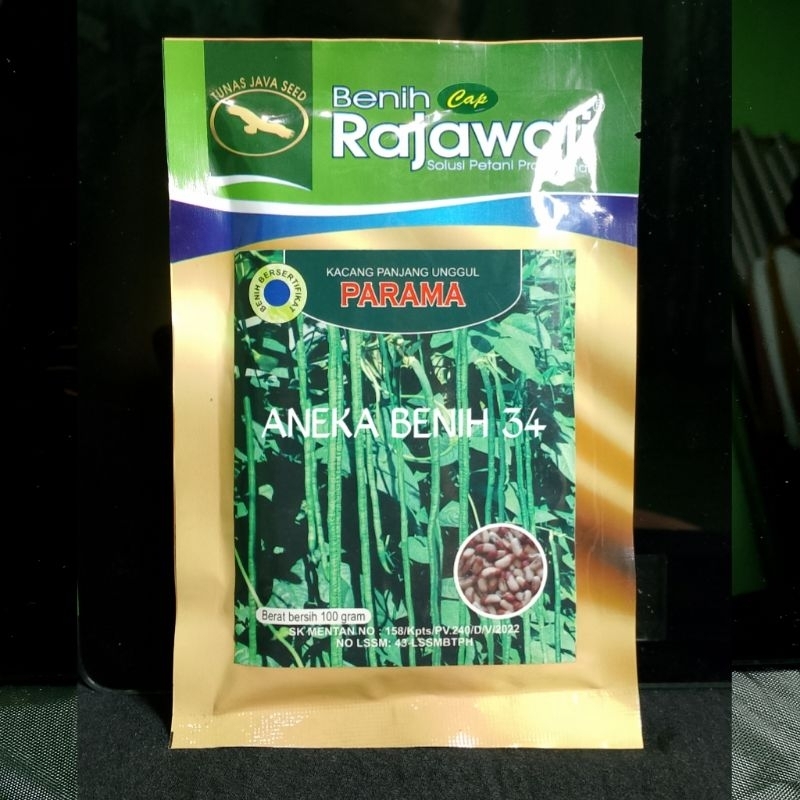 TUNAS JAVA SEED
Benih Cap
Rajawali
Solusi Petani
BENIH BERSERTIFIKAT
KACANG PANJANG UNGGUL
PARAMA
ANEKA BENIH 34
Berat bersih 100 gram
SK MENTAN NO : 158/Kpts/PV.240/D/V/2022
NO LSSM: 43-LSSMBTPH